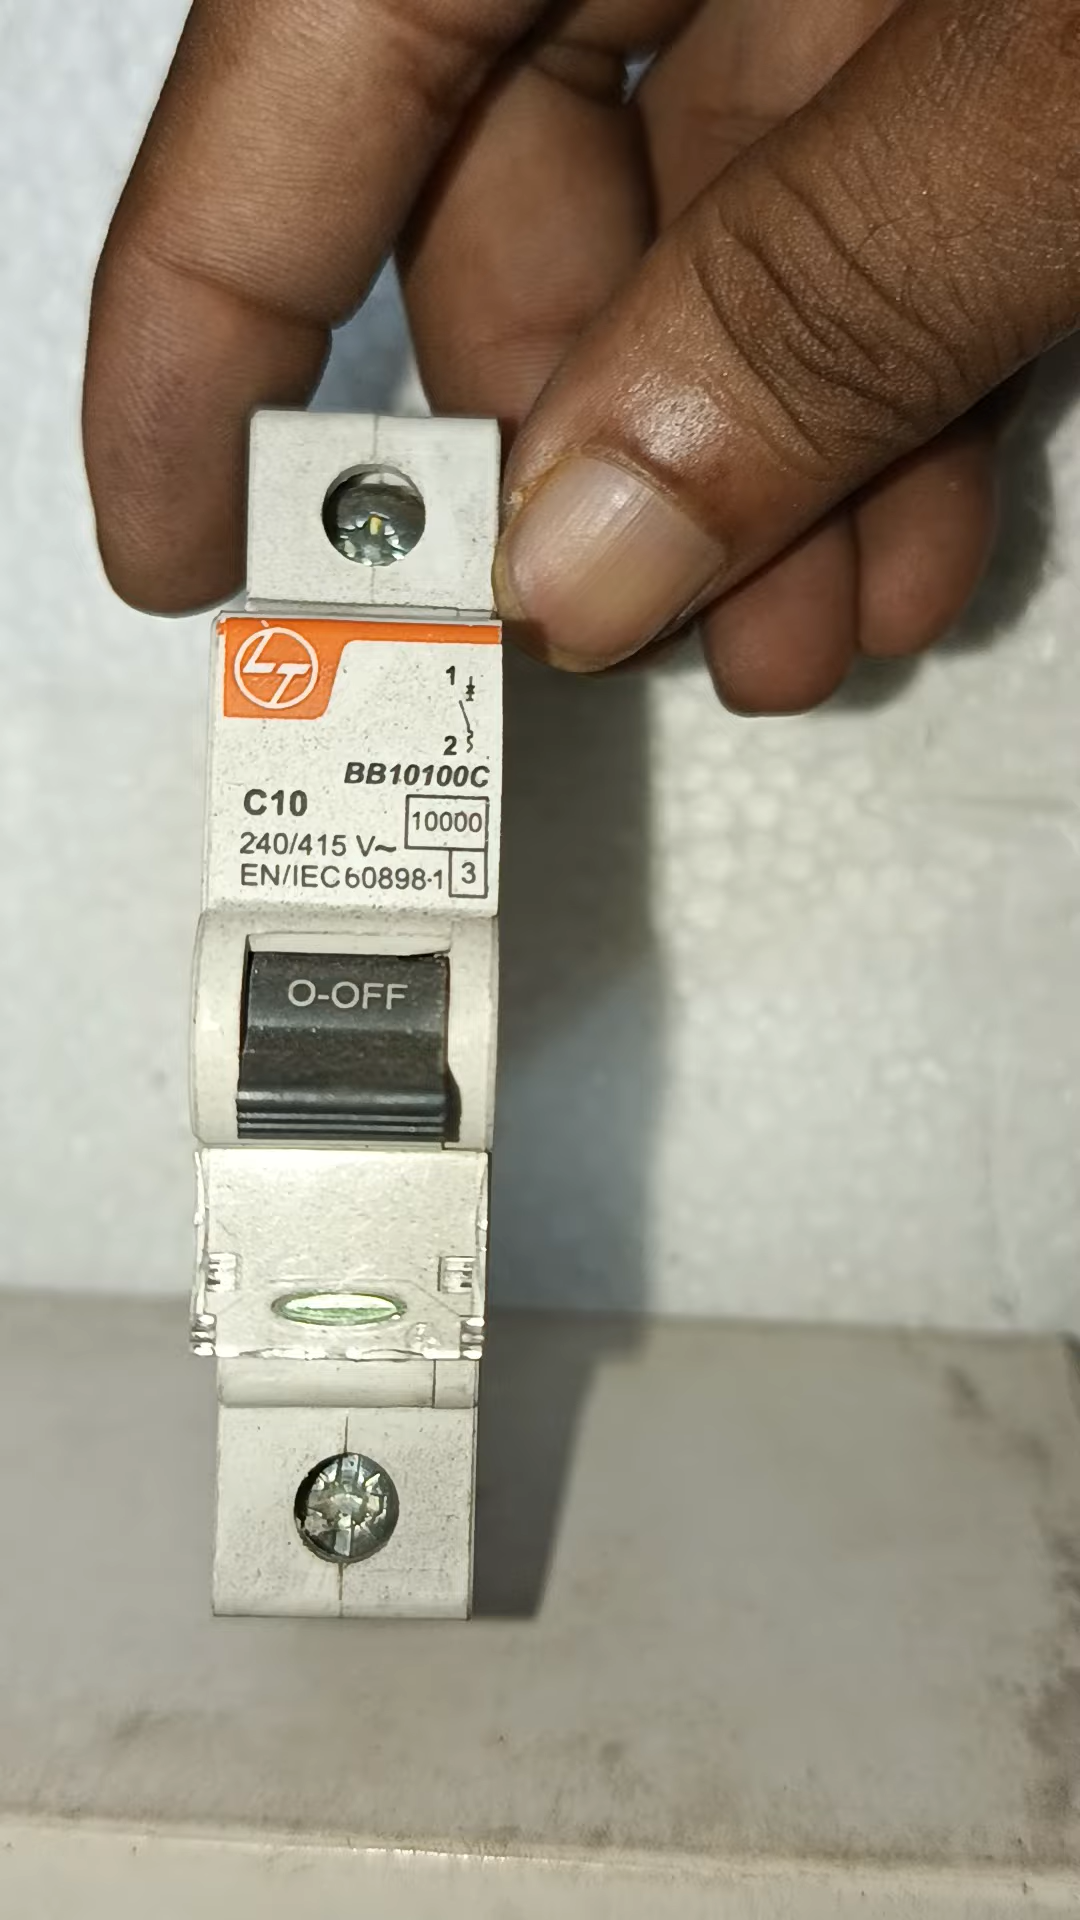 LT
1
2
BB10100C
C10
10000
240/415 V~
EN/IEC 60898-1 3
O-OFF